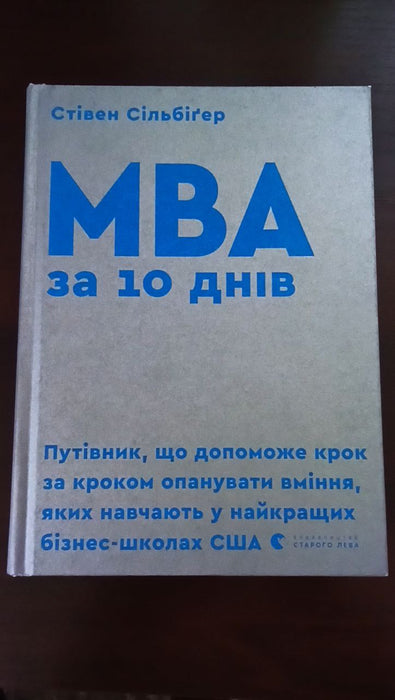 Стівен Сільбіґер
МВА
за 10 днів
Путівник, що допоможе крок
за кроком опанувати вміння,
яких навчають у найкращих
бізнес-школах США
ВИДАВНИЦТВО
СТАРОГО ЛЕВА